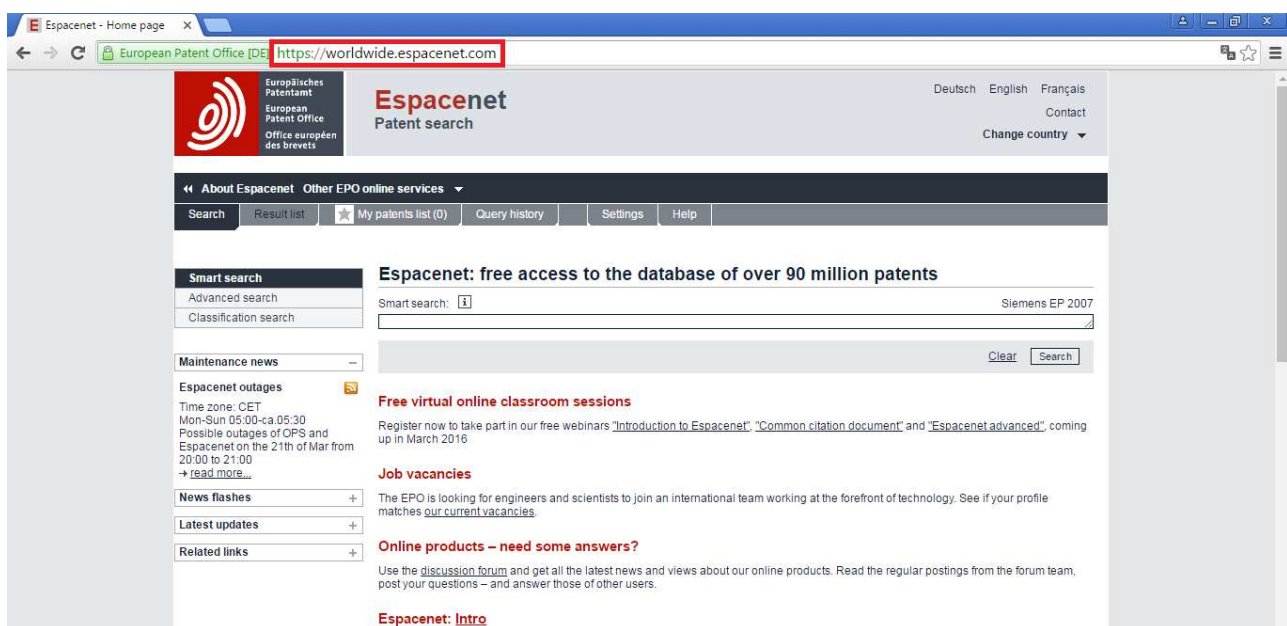 Espacenet - Home page
European Patent Office [DE] https://worldwide.espacenet.com
Europäisches
Patentamt
European
Patent Office
Office européen
des brevets
Espacenet
Patent search
Deutsch English Français
Contact
Change country
About Espacenet Other EPO online services
Search Result list My patents list (0) Query history Settings Help
Smart search
Advanced search
Classification search
Maintenance news
Espacenet outages
Time zone: CET
Mon-Sun 05:00-ca.05:30
Possible outages of OPS and
Espacenet on the 21th of Mar from
20:00 to 21:00
→ read more...
News flashes +
Latest updates +
Related links +
Espacenet: free access to the database of over 90 million patents
Smart search: i Siemens EP 2007
Clear Search
Free virtual online classroom sessions
Register now to take part in our free webinars "Introduction to Espacenet", "Common citation document" and "Espacenet advanced", coming
up in March 2016
Job vacancies
The EPO is looking for engineers and scientists to join an international team working at the forefront of technology. See if your profile
matches our current vacancies.
Online products – need some answers?
Use the discussion forum and get all the latest news and views about our online products. Read the regular postings from the forum team,
post your questions – and answer those of other users.
Espacenet: Intro